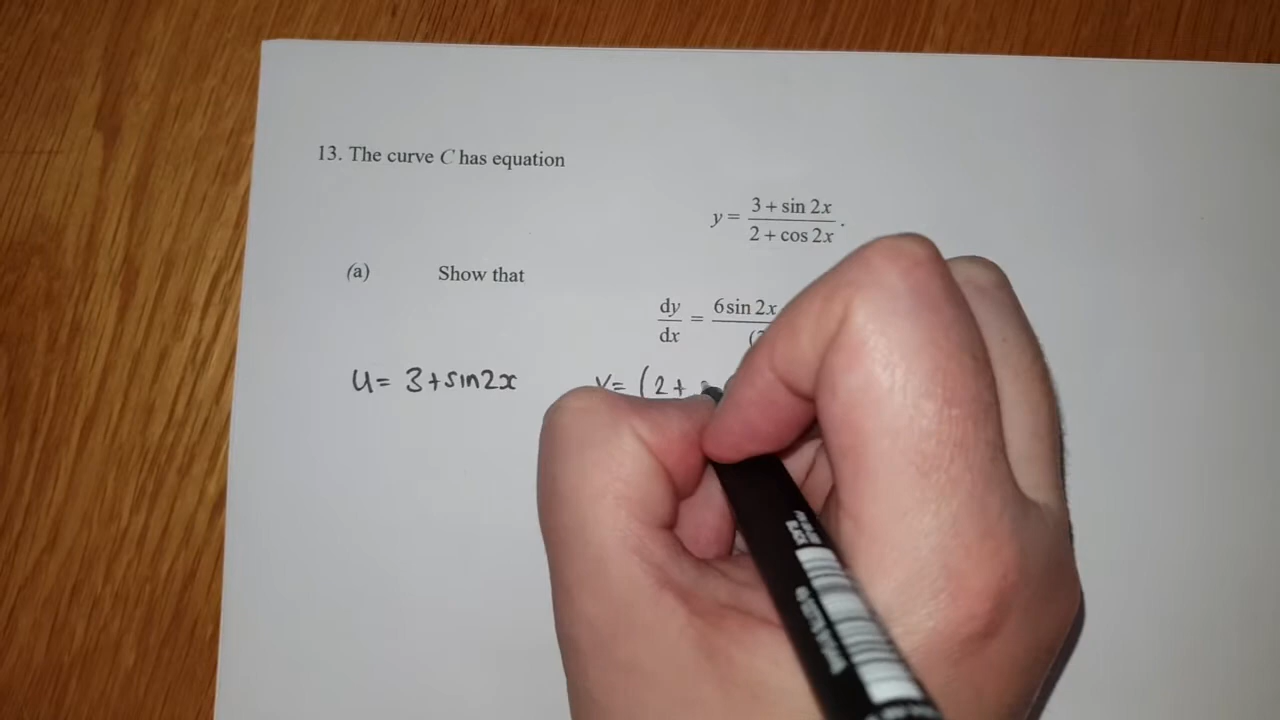 13. The curve C has equation
y = 3 + sin 2x / 2 + cos 2x .
(a) Show that
dy/dx = 6 sin 2x
u = 3 + sin2x v = (2 +